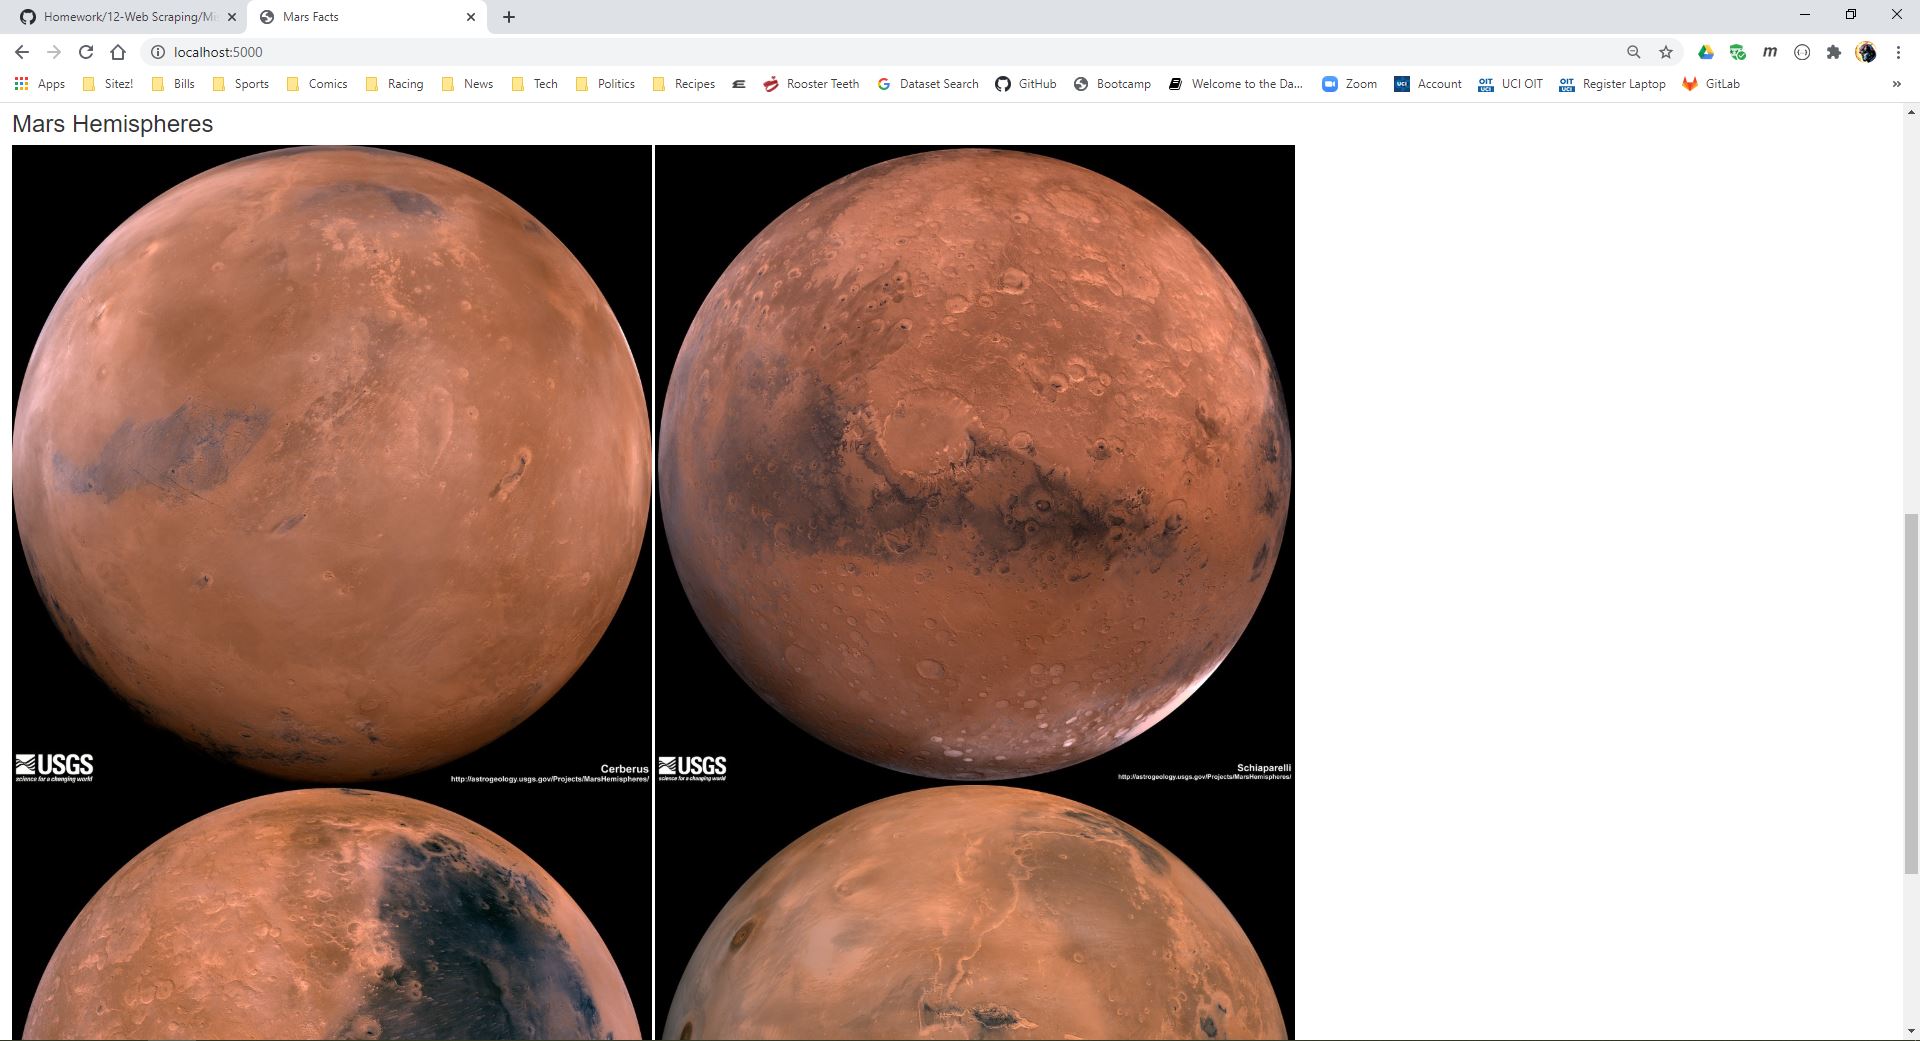 Homework/12-Web Scraping/Mi
Mars Facts
localhost:5000
Apps Sitez! Bills Sports Comics Racing News Tech Politics Recipes Rooster Teeth Dataset Search GitHub Bootcamp Welcome to the Da... Zoom Account UCI OIT Register Laptop GitLab »
Mars Hemispheres
USGS
science for a changing world
Cerberus
http://astrogeology.usgs.gov/Projects/MarsHemispheres/
USGS
science for a changing world
Schiaparelli
http://astrogeology.usgs.gov/Projects/MarsHemispheres/